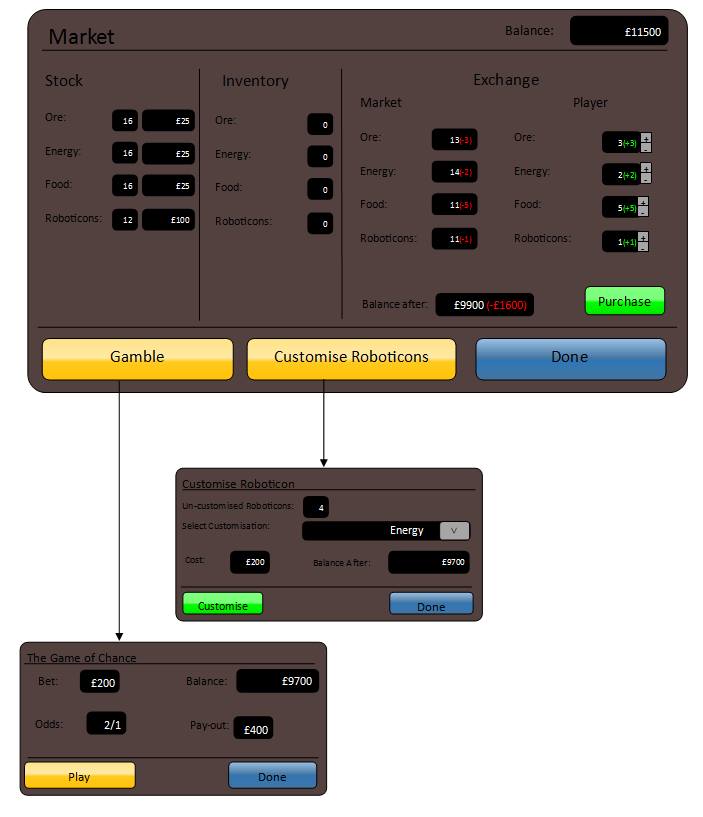 Market
Balance: £11500
Stock
Inventory
Exchange
Market
Player
Ore: 16 £25
Energy: 16 £25
Food: 16 £25
Roboticons: 12 £100
Ore: 0
Energy: 0
Food: 0
Roboticons: 0
Ore: 13(-3)
Energy: 14(-2)
Food: 11(-5)
Roboticons: 11(-1)
Ore: 3(+3) + -
Energy: 2(+2) + -
Food: 5(+5) + -
Roboticons: 1(+1) + -
Balance after: £9900 (-£1600)
Purchase
Gamble
Customise Roboticons
Done
Customise Roboticon
Un-customised Roboticons: 4
Select Customisation: Energy V
Cost: £200 Balance After: £9700
Customise Done
The Game of Chance
Bet: £200 Balance: £9700
Odds: 2/1 Pay-out: £400
Play Done